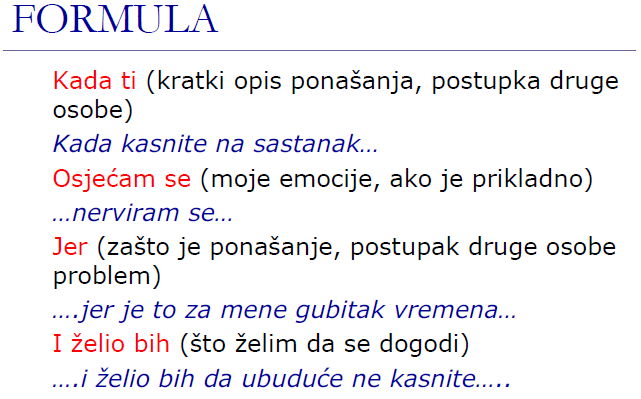 FORMULA
Kada ti (kratki opis ponašanja, postupka druge
osobe)
Kada kasnite na sastanak…
Osjećam se (moje emocije, ako je prikladno)
…nerviram se…
Jer (zašto je ponašanje, postupak druge osobe
problem)
….jer je to za mene gubitak vremena…
I želio bih (što želim da se dogodi)
….i želio bih da ubuduće ne kasnite…..